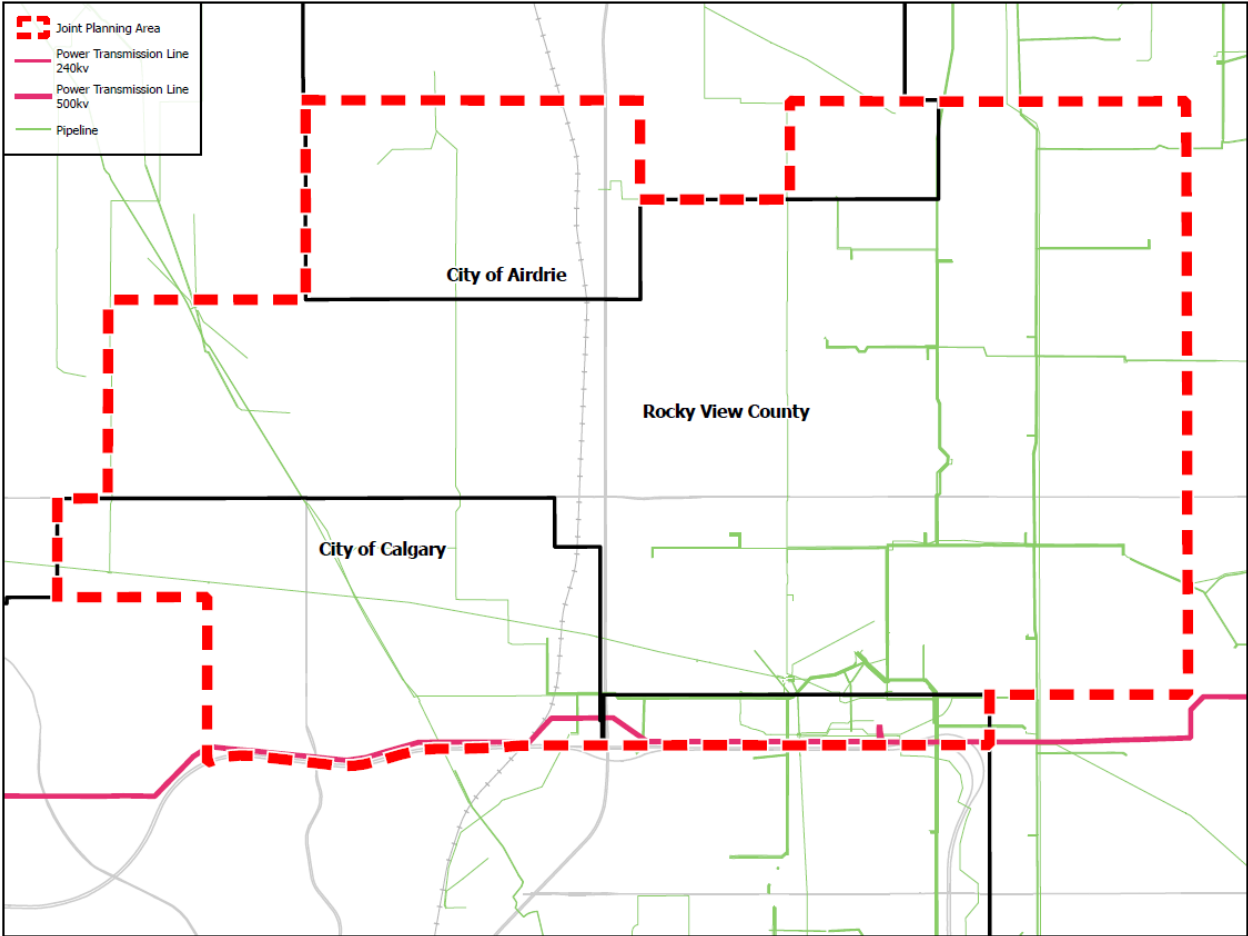 Joint Planning Area
Power Transmission Line
240kv
Power Transmission Line
500kv
Pipeline
City of Airdrie
Rocky View County
City of Calgary